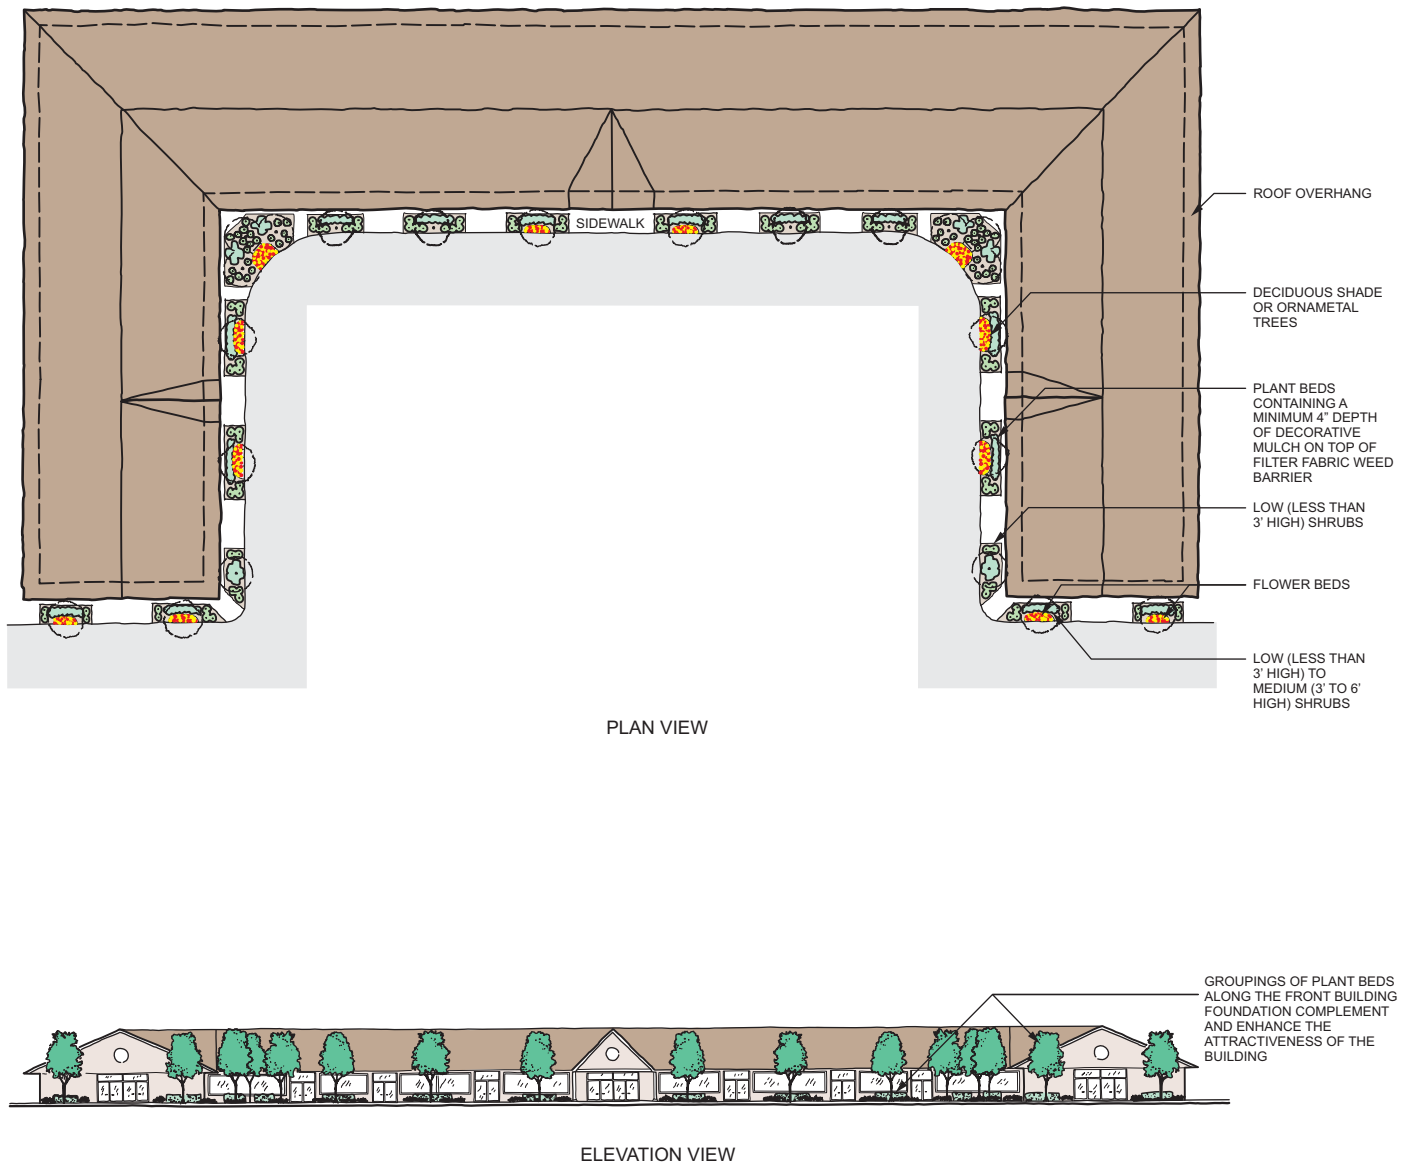 SIDEWALK
ROOF OVERHANG
DECIDUOUS SHADE
OR ORNAMETAL
TREES
PLANT BEDS
CONTAINING A
MINIMUM 4” DEPTH
OF DECORATIVE
MULCH ON TOP OF
FILTER FABRIC WEED
BARRIER
LOW (LESS THAN
3’ HIGH) SHRUBS
FLOWER BEDS
LOW (LESS THAN
3’ HIGH) TO
MEDIUM (3’ TO 6’
HIGH) SHRUBS
PLAN VIEW
GROUPINGS OF PLANT BEDS
ALONG THE FRONT BUILDING
FOUNDATION COMPLEMENT
AND ENHANCE THE
ATTRACTIVENESS OF THE
BUILDING
ELEVATION VIEW